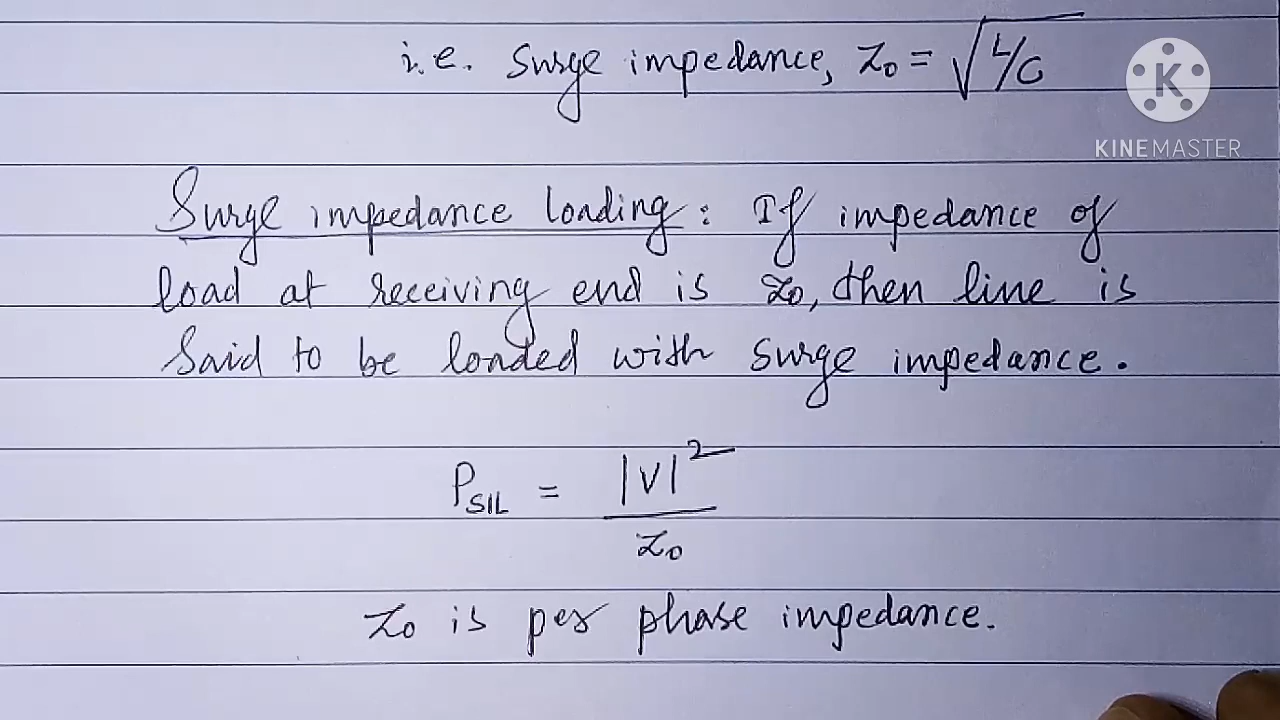 i.e. Surge impedance, Z₀ = √L/C
K
KINEMASTER
Surge impedance loading: If impedance of
load at receiving end is Z₀, then line is
said to be loaded with surge impedance.
P_SIL = |V|² / Z₀
Z₀ is per phase impedance.